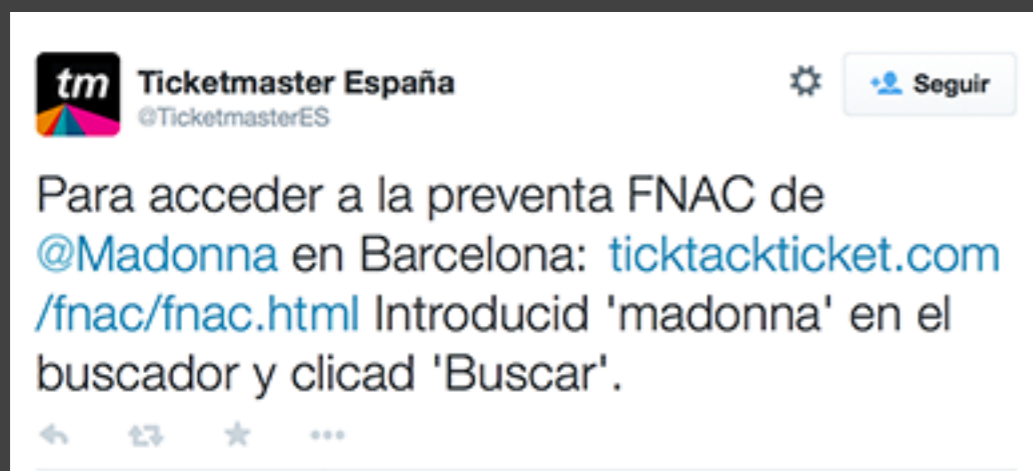 tm
Ticketmaster España
@TicketmasterES
Seguir
Para acceder a la preventa FNAC de
@Madonna en Barcelona: ticktackticket.com
/fnac/fnac.html Introducid 'madonna' en el
buscador y clicad 'Buscar'.